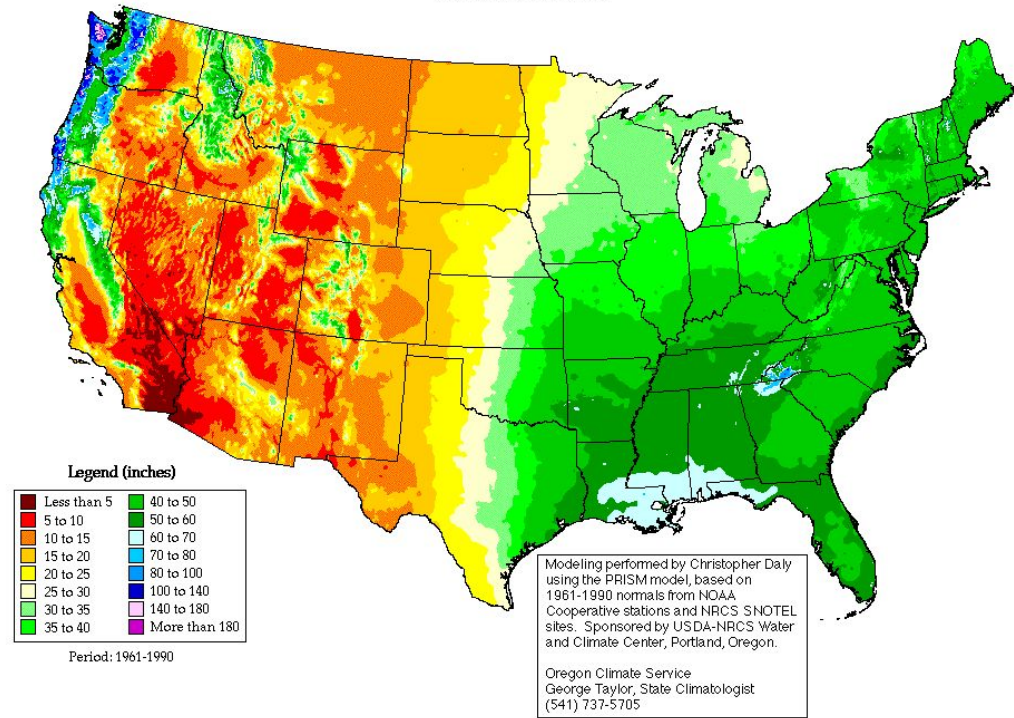 Legend (inches)
Less than 5
5 to 10
10 to 15
15 to 20
20 to 25
25 to 30
30 to 35
35 to 40
40 to 50
50 to 60
60 to 70
70 to 80
80 to 100
100 to 140
140 to 180
More than 180
Period: 1961-1990
Modeling performed by Christopher Daly
using the PRISM model, based on
1961-1990 normals from NOAA
Cooperative stations and NRCS SNOTEL
sites. Sponsored by USDA-NRCS Water
and Climate Center, Portland, Oregon.
Oregon Climate Service
George Taylor, State Climatologist
(541) 737-5705